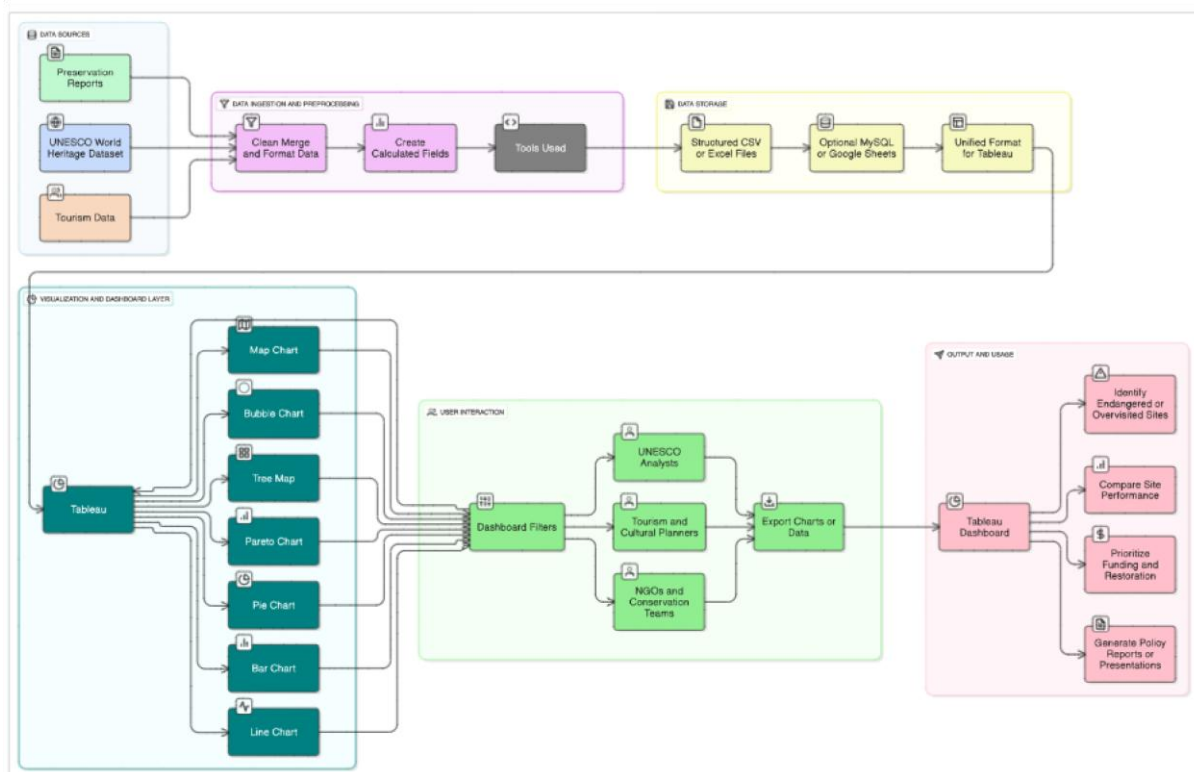 DATA SOURCES
Preservation
Reports
UNESCO World
Heritage Dataset
Tourism Data
DATA INGESTION AND PREPROCESSING
Clean Merge
and Format Data
Create
Calculated Fields
Tools Used
DATA STORAGE
Structured CSV
or Excel Files
Optional MySQL
or Google Sheets
Unified Format
for Tableau
VISUALIZATION AND DASHBOARD LAYER
Tableau
Map Chart
Bubble Chart
Tree Map
Pareto Chart
Pie Chart
Bar Chart
Line Chart
USER INTERACTION
Dashboard Filters
UNESCO
Analysts
Tourism and
Cultural Planners
NGOs and
Conservation
Teams
Export Charts or
Data
OUTPUT AND USAGE
Tableau
Dashboard
Identify
Endangered or
Overvisited Sites
Compare Site
Performance
Prioritize
Funding and
Restoration
Generate Policy
Reports or
Presentations